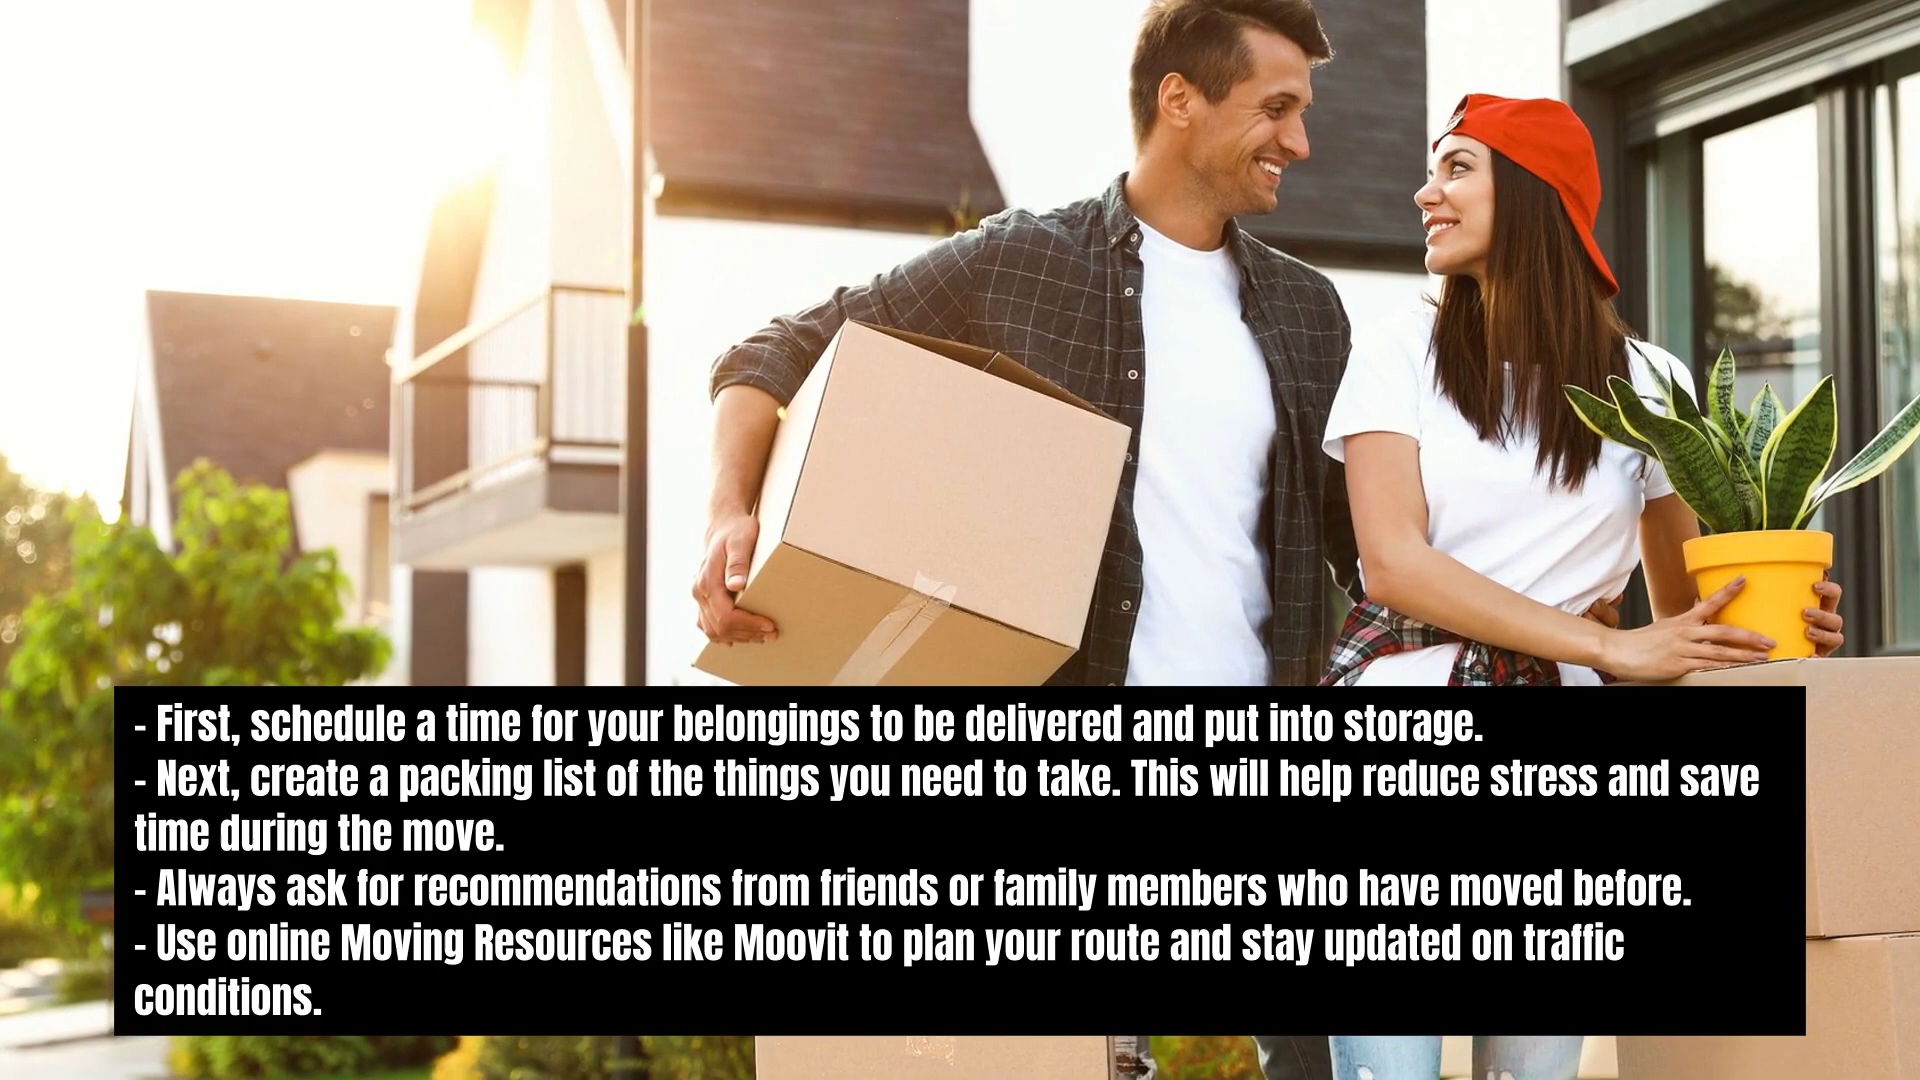 - First, schedule a time for your belongings to be delivered and put into storage.
- Next, create a packing list of the things you need to take. This will help reduce stress and save
time during the move.
- Always ask for recommendations from friends or family members who have moved before.
- Use online Moving Resources like Moovit to plan your route and stay updated on traffic
conditions.